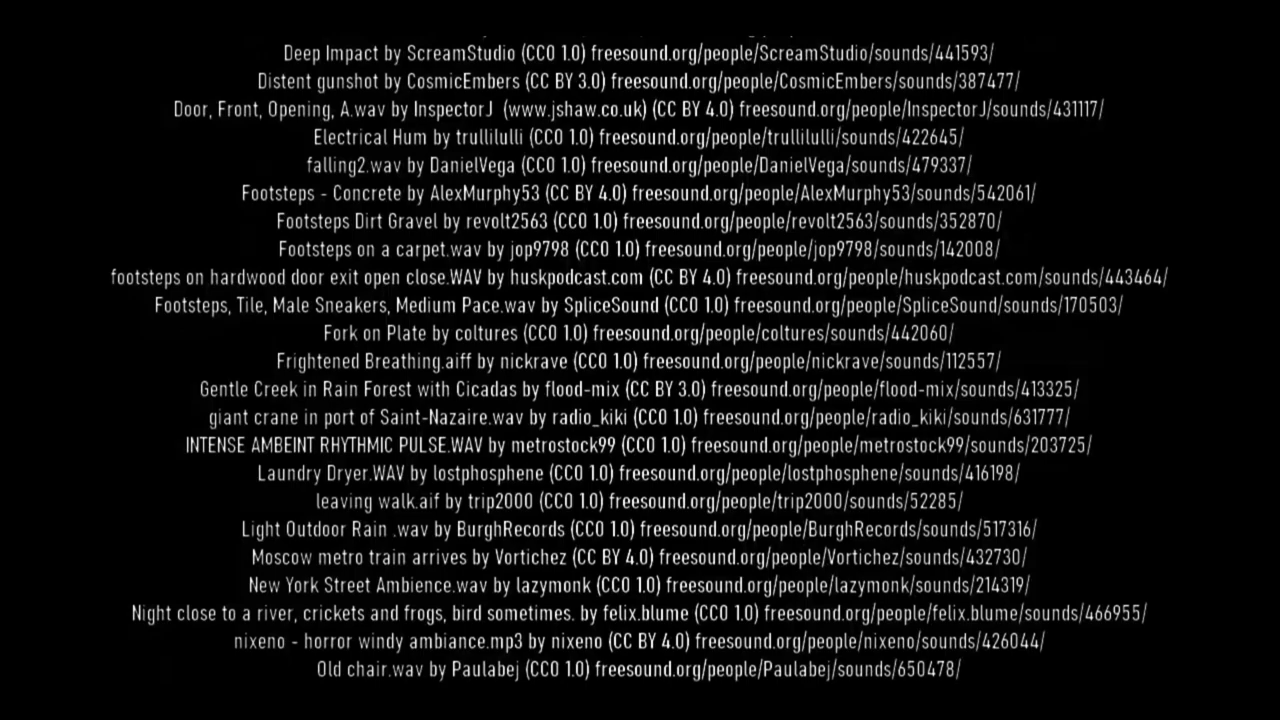 Deep Impact by ScreamStudio (CC0 1.0) freesound.org/people/ScreamStudio/sounds/441593/
Distent gunshot by CosmicEmbers (CC BY 3.0) freesound.org/people/CosmicEmbers/sounds/387477/
Door, Front, Opening, A.wav by InspectorJ (www.jshaw.co.uk) (CC BY 4.0) freesound.org/people/InspectorJ/sounds/431117/
Electrical Hum by trullilulli (CC0 1.0) freesound.org/people/trullilulli/sounds/422645/
falling2.wav by DanielVega (CC0 1.0) freesound.org/people/DanielVega/sounds/479337/
Footsteps - Concrete by AlexMurphy53 (CC BY 4.0) freesound.org/people/AlexMurphy53/sounds/542061/
Footsteps Dirt Gravel by revolt2563 (CC0 1.0) freesound.org/people/revolt2563/sounds/352870/
Footsteps on a carpet.wav by jop9798 (CC0 1.0) freesound.org/people/jop9798/sounds/142008/
footsteps on hardwood door exit open close.WAV by huskpodcast.com (CC BY 4.0) freesound.org/people/huskpodcast.com/sounds/443464/
Footsteps, Tile, Male Sneakers, Medium Pace.wav by SpliceSound (CC0 1.0) freesound.org/people/SpliceSound/sounds/170503/
Fork on Plate by coltures (CC0 1.0) freesound.org/people/coltures/sounds/442060/
Frightened Breathing.aiff by nickrave (CC0 1.0) freesound.org/people/nickrave/sounds/112557/
Gentle Creek in Rain Forest with Cicadas by flood-mix (CC BY 3.0) freesound.org/people/flood-mix/sounds/413325/
giant crane in port of Saint-Nazaire.wav by radio_kiki (CC0 1.0) freesound.org/people/radio_kiki/sounds/631777/
INTENSE AMBEINT RHYTHMIC PULSE.WAV by metrostock99 (CC0 1.0) freesound.org/people/metrostock99/sounds/203725/
Laundry Dryer.WAV by lostphosphene (CC0 1.0) freesound.org/people/lostphosphene/sounds/416198/
leaving walk.aif by trip2000 (CC0 1.0) freesound.org/people/trip2000/sounds/52285/
Light Outdoor Rain .wav by BurghRecords (CC0 1.0) freesound.org/people/BurghRecords/sounds/517316/
Moscow metro train arrives by Vortichez (CC BY 4.0) freesound.org/people/Vortichez/sounds/432730/
New York Street Ambience.wav by lazymonk (CC0 1.0) freesound.org/people/lazymonk/sounds/214319/
Night close to a river, crickets and frogs, bird sometimes. by felix.blume (CC0 1.0) freesound.org/people/felix.blume/sounds/466955/
nixeno - horror windy ambiance.mp3 by nixeno (CC BY 4.0) freesound.org/people/nixeno/sounds/426044/
Old chair.wav by Paulabej (CC0 1.0) freesound.org/people/Paulabej/sounds/650478/